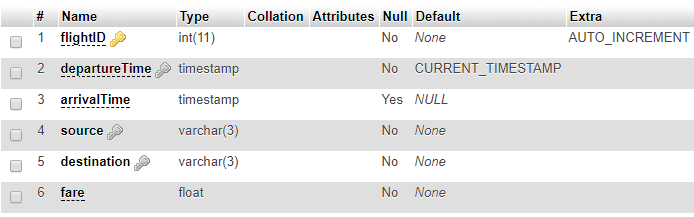 # Name Type Collation Attributes Null Default Extra
1 flightID int(11) No None AUTO_INCREMENT
2 departureTime timestamp No CURRENT_TIMESTAMP
3 arrivalTime timestamp Yes NULL
4 source varchar(3) No None
5 destination varchar(3) No None
6 fare float No None